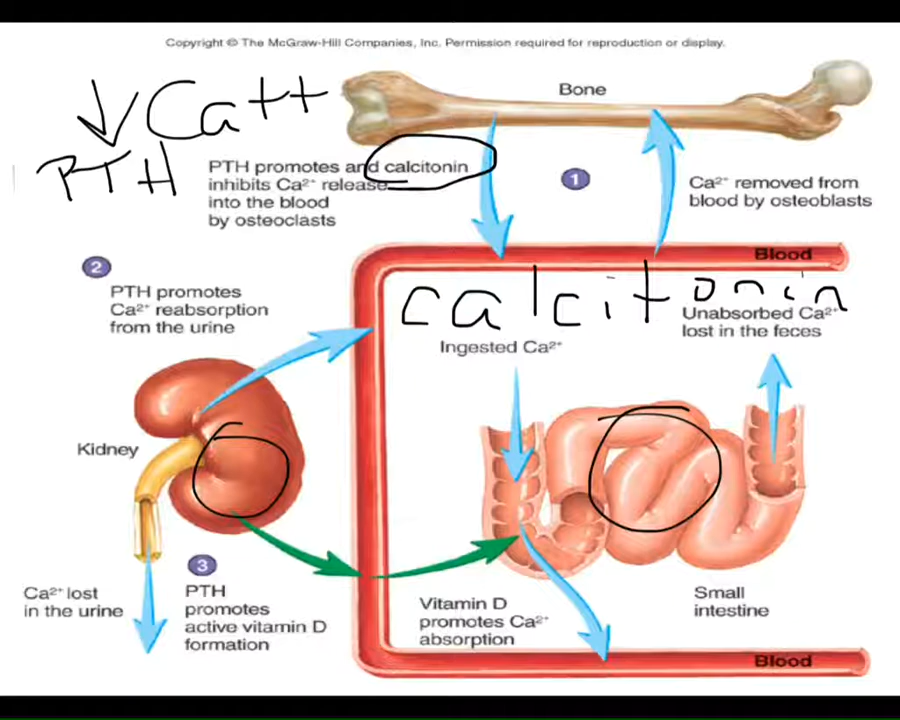 Copyright © The McGraw-Hill Companies, Inc. Permission required for reproduction or display.
↓ Ca++
PTH
Bone
PTH promotes and calcitonin
inhibits Ca²⁺ release
into the blood
by osteoclasts
1
Ca²⁺ removed from
blood by osteoblasts
Blood
2
PTH promotes
Ca²⁺ reabsorption
from the urine
calcitonin
Ingested Ca²⁺
Unabsorbed Ca²⁺
lost in the feces
Kidney
Ca²⁺ lost
in the urine
3
PTH
promotes
active vitamin D
formation
Vitamin D
promotes Ca²⁺
absorption
Small
intestine
Blood